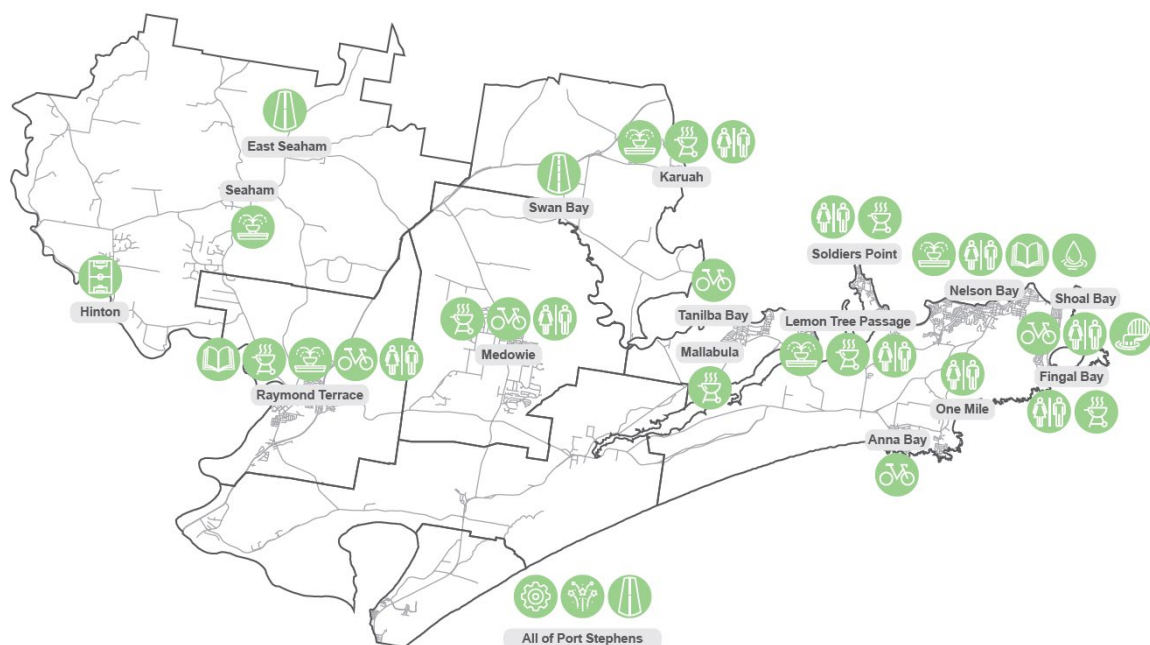 East Seaham
Karuah
Seaham
Swan Bay
Soldiers Point
Nelson Bay
Shoal Bay
Hinton
Tanilba Bay
Lemon Tree Passage
Mallabula
Medowie
Fingal Bay
Raymond Terrace
One Mile
Anna Bay
All of Port Stephens